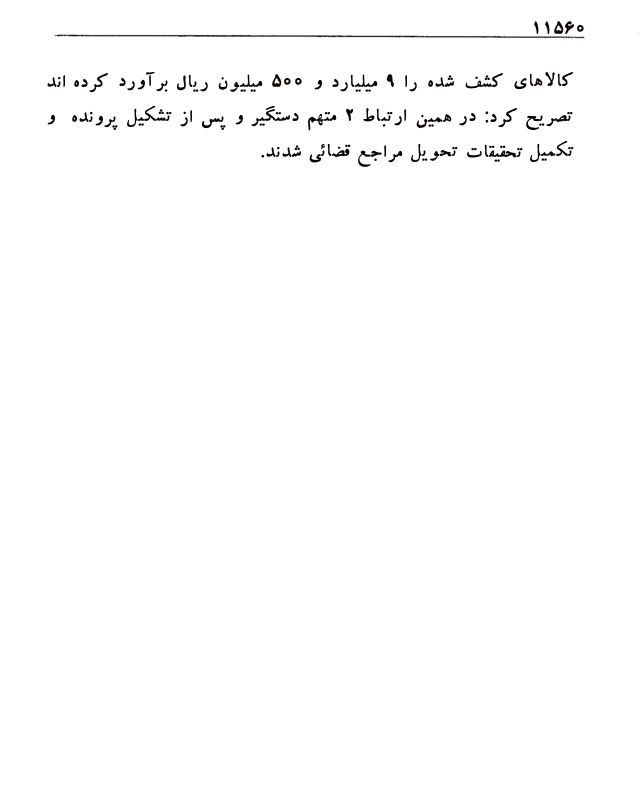 ۱۱۵۶۰
کالاهای کشف شده را ۹ میلیارد و ۵۰۰ میلیون ریال برآورد کرده اند
تصریح کرد: در همین ارتباط ۲ متهم دستگیر و پس از تشکیل پرونده و
تکمیل تحقیقات تحویل مراجع قضائی شدند.